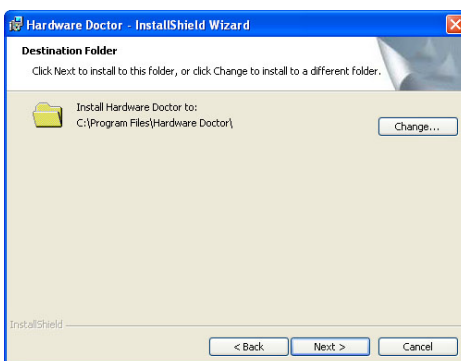 Hardware Doctor - InstallShield Wizard
Destination Folder
Click Next to install to this folder, or click Change to install to a different folder.
Install Hardware Doctor to:
C:\Program Files\Hardware Doctor\
Change...
InstallShield
< Back
Next >
Cancel